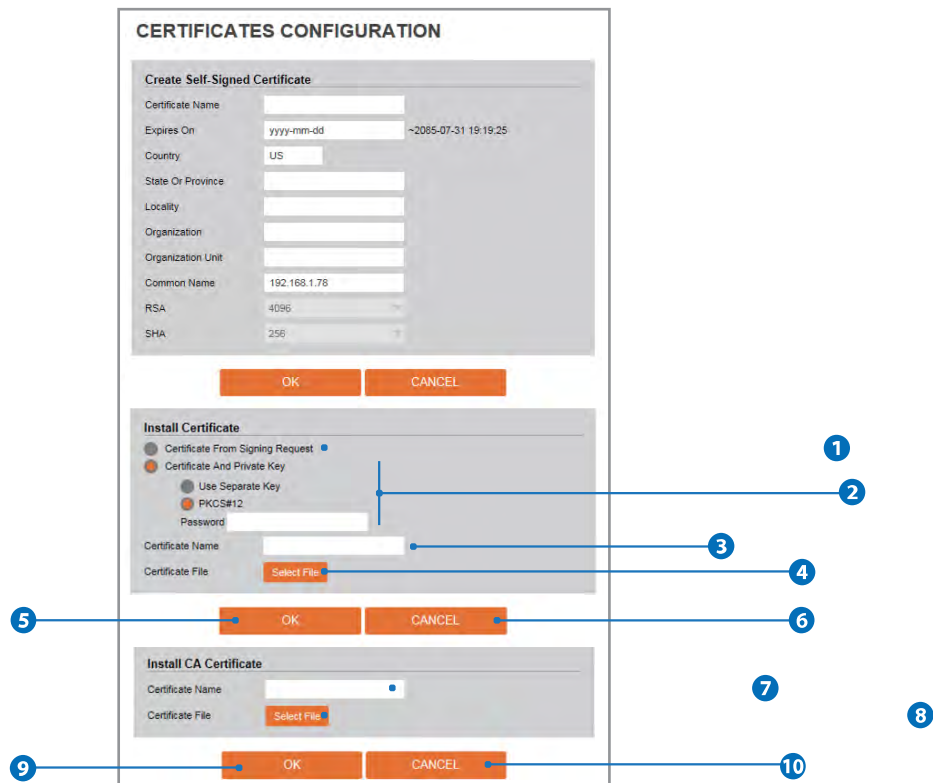 CERTIFICATES CONFIGURATION
Create Self-Signed Certificate
Certificate Name
Expires On yyyy-mm-dd ~2085-07-31 19:19:25
Country US
State Or Province
Locality
Organization
Organization Unit
Common Name 192.168.1.78
RSA 4096
SHA 256
OK CANCEL
Install Certificate
Certificate From Signing Request 1
Certificate And Private Key
Use Separate Key 2
PKCS#12
Password
Certificate Name 3
Certificate File Select File 4
5 OK CANCEL 6
Install CA Certificate
Certificate Name 7
Certificate File Select File 8
9 OK CANCEL 10